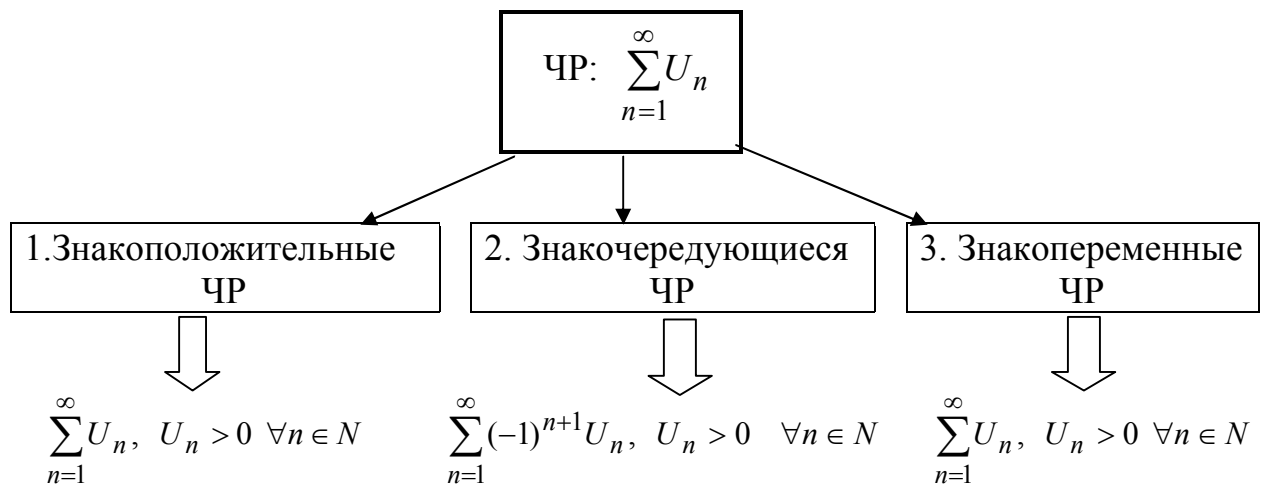 ЧР: ∑_{n=1}^{∞} U_n
1.Знакоположительные
ЧР
2. Знакочередующиеся
ЧР
3. Знакопеременные
ЧР
∑_{n=1}^{∞} U_n, U_n > 0 ∀n ∈ N
∑_{n=1}^{∞} (−1)^{n+1} U_n, U_n > 0 ∀n ∈ N
∑_{n=1}^{∞} U_n, U_n > 0 ∀n ∈ N